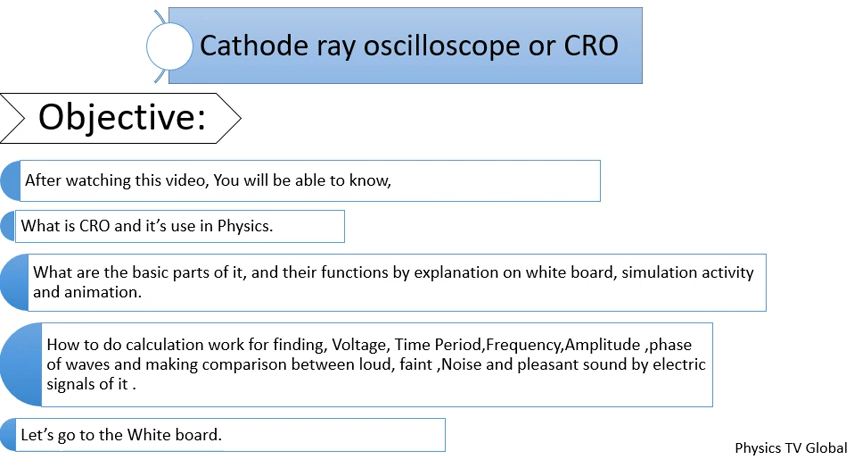 Cathode ray oscilloscope or CRO
Objective:
After watching this video, You will be able to know,
What is CRO and it's use in Physics.
What are the basic parts of it, and their functions by explanation on white board, simulation activity
and animation.
How to do calculation work for finding, Voltage, Time Period,Frequency,Amplitude ,phase
of waves and making comparison between loud, faint ,Noise and pleasant sound by electric
signals of it .
Let's go to the White board.
Physics TV Global